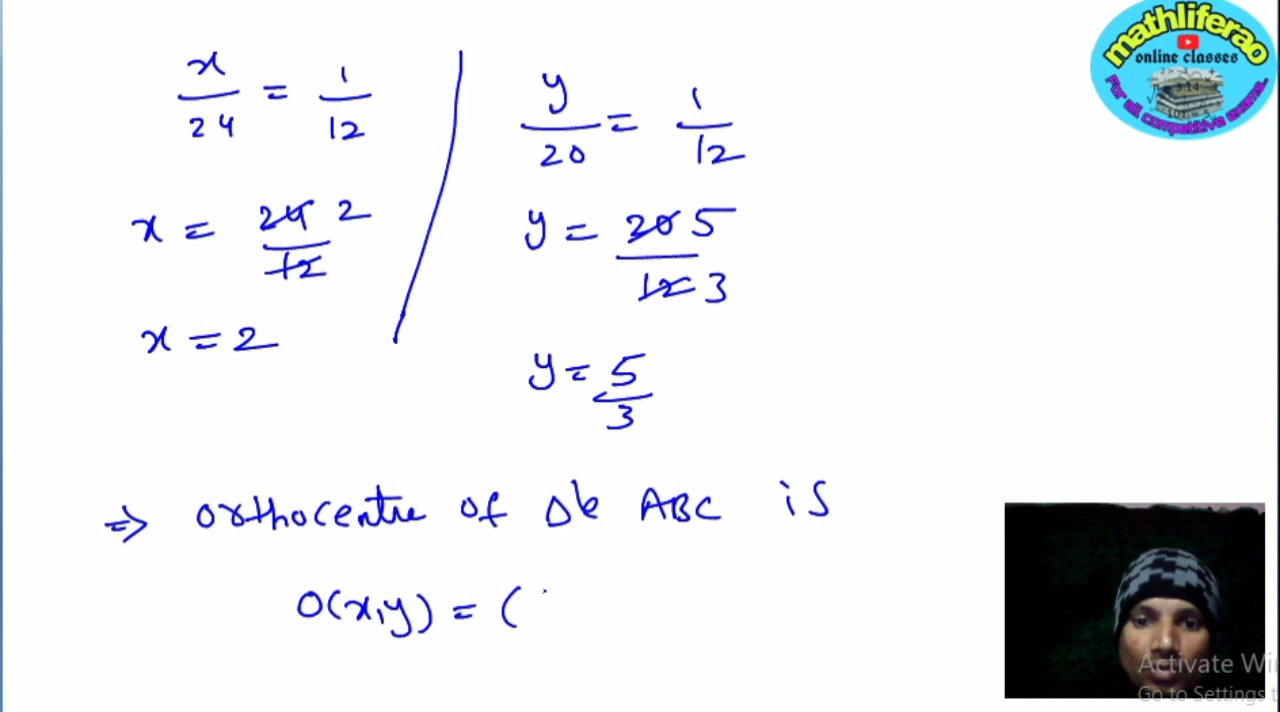 x/24 = 1/12
x = 24 2/12
x = 2
y/20 = 1/12
y = 20 5/12 3
y = 5/3
⇒ orthocentre of Δle ABC is
O(x,y) = (
mathliferao
online classes
For all competitive exams.
Activate Wi
Go to Settings t